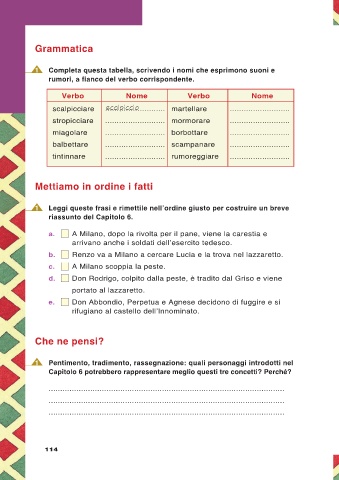 Grammatica
Completa questa tabella, scrivendo i nomi che esprimono suoni e
rumori, a fianco del verbo corrispondente.
Verbo Nome Verbo Nome
scalpicciare scalpiccio martellare
stropicciare mormorare
miagolare borbottare
balbettare scampanare
tintinnare rumoreggiare
Mettiamo in ordine i fatti
Leggi queste frasi e rimettile nell'ordine giusto per costruire un breve
riassunto del Capitolo 6.
a. A Milano, dopo la rivolta per il pane, viene la carestia e
arrivano anche i soldati dell'esercito tedesco.
b. Renzo va a Milano a cercare Lucia e la trova nel lazzaretto.
c. A Milano scoppia la peste.
d. Don Rodrigo, colpito dalla peste, è tradito dal Griso e viene
portato al lazzaretto.
e. Don Abbondio, Perpetua e Agnese decidono di fuggire e si
rifugiano al castello dell'Innominato.
Che ne pensi?
Pentimento, tradimento, rassegnazione: quali personaggi introdotti nel
Capitolo 6 potrebbero rappresentare meglio questi tre concetti? Perché?
114